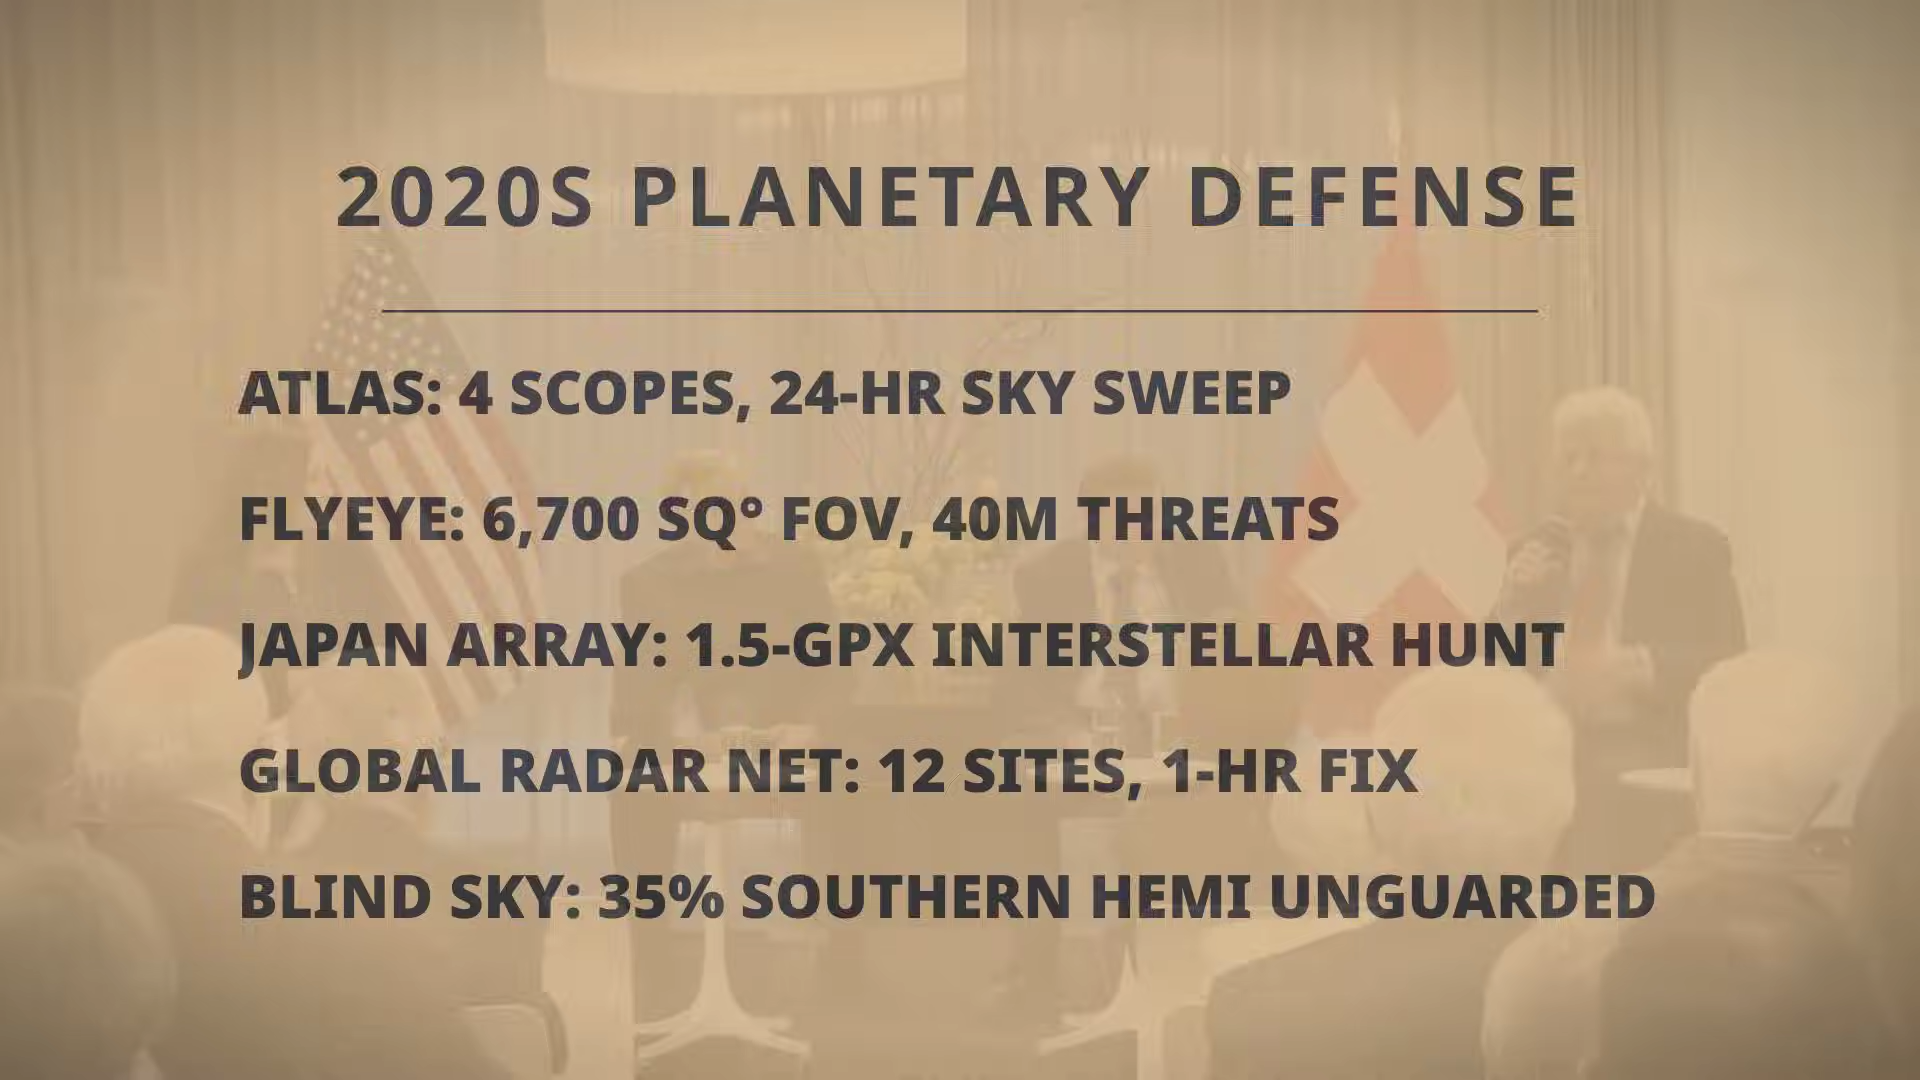 2020S PLANETARY DEFENSE
ATLAS: 4 SCOPES, 24-HR SKY SWEEP
FLYEYE: 6,700 SQ° FOV, 40M THREATS
JAPAN ARRAY: 1.5-GPX INTERSTELLAR HUNT
GLOBAL RADAR NET: 12 SITES, 1-HR FIX
BLIND SKY: 35% SOUTHERN HEMI UNGUARDED